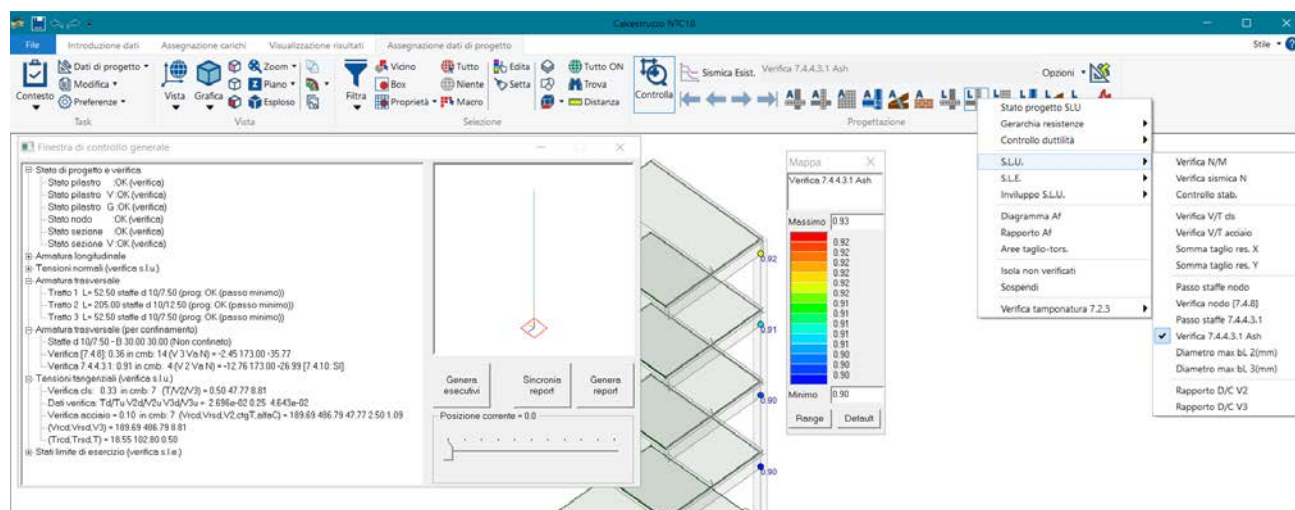 Calcestruzzo NTC18
File Introduzione dati Assegnazione carichi Visualizzazione risultati Assegnazione dati di progetto Stile
Contesto
Dati di progetto
Modifica
Preferenze
Task
Vista
Grafica
Zoom
Piano
Esploso
Vista
Filtra
Vicino
Box
Proprietà
Tutto
Niente
Macro
Edita
Setta
Tutto ON
Trova
Distanza
Selezione
Controlla
Sismica Esist.
Verifica 7.4.4.3.1 Ash
Opzioni
Progettazione
Finestra di controllo generale
Stato di progetto e verifica
Stato pilastro :OK (verifica)
Stato pilastro V :OK (verifica)
Stato pilastro G :OK (verifica)
Stato nodo :OK (verifica)
Stato sezione :OK (verifica)
Stato sezione V :OK (verifica)
Armatura longitudinale
Tensioni normali (verifica s.l.u.)
Armatura trasversale
Tratto 1 L= 52.50 staffe d 10/7.50 (prog: OK (passo minimo))
Tratto 2 L= 205.00 staffe d 10/12.50 (prog: OK (passo minimo))
Tratto 3 L= 52.50 staffe d 10/7.50 (prog: OK (passo minimo))
Armatura trasversale (per confinamento)
Staffe d 10/7.50 - B 30.00 30.00 (Non confinato)
Verifica [7.4.8]: 0.36 in cmb: 14 (V 3 Va N) = -2.45 173.00 -35.77
Verifica 7.4.4.3.1: 0.91 in cmb: 4 (V 2 Va N) = -12.76 173.00 -26.99 [7.4.10: SI]
Tensioni tangenziali (verifica s.l.u.)
Verifica cls: 0.33 in cmb: 7 (T/V2/V3) = 0.50 47.77 8.81
Dati verifica: Td/Tu V2d/V2u V3d/V3u = 2.696e-02 0.25 4.643e-02
Verifica acciaio = 0.10 in cmb: 7 (Vrcd,Vrsd,V2,ctgT,alfaC) = 189.69 486.79 47.77 2.50 1.09
(Vrcd,Vrsd,V3) = 189.69 486.79 8.81
(Trcd,Trsd,T) = 18.55 102.80 0.50
Stati limite di esercizio (verifica s.l.e.)
Genera esecutivi
Sincronia report
Genera report
Posizione corrente = 0.0
0.92
0.91
0.90
0.90
Mappa
Verifica 7.4.4.3.1 Ash
Massimo 0.93
0.92
0.92
0.92
0.92
0.92
0.92
0.91
0.91
0.91
0.91
0.91
0.90
0.90
0.90
Minimo 0.90
Range Default
Stato progetto SLU
Gerarchia resistenze
Controllo duttilità
S.L.U.
S.L.E.
Inviluppo S.L.U.
Diagramma Af
Rapporto Af
Aree taglio-tors.
Isola non verificati
Sospendi
Verifica tamponatura 7.2.3
Verifica N/M
Verifica sismica N
Controllo stab.
Verifica V/T cls
Verifica V/T acciaio
Somma taglio res. X
Somma taglio res. Y
Passo staffe nodo
Verifica nodo [7.4.8]
Passo staffe 7.4.4.3.1
Verifica 7.4.4.3.1 Ash
Diametro max bL 2(mm)
Diametro max bL 3(mm)
Rapporto D/C V2
Rapporto D/C V3